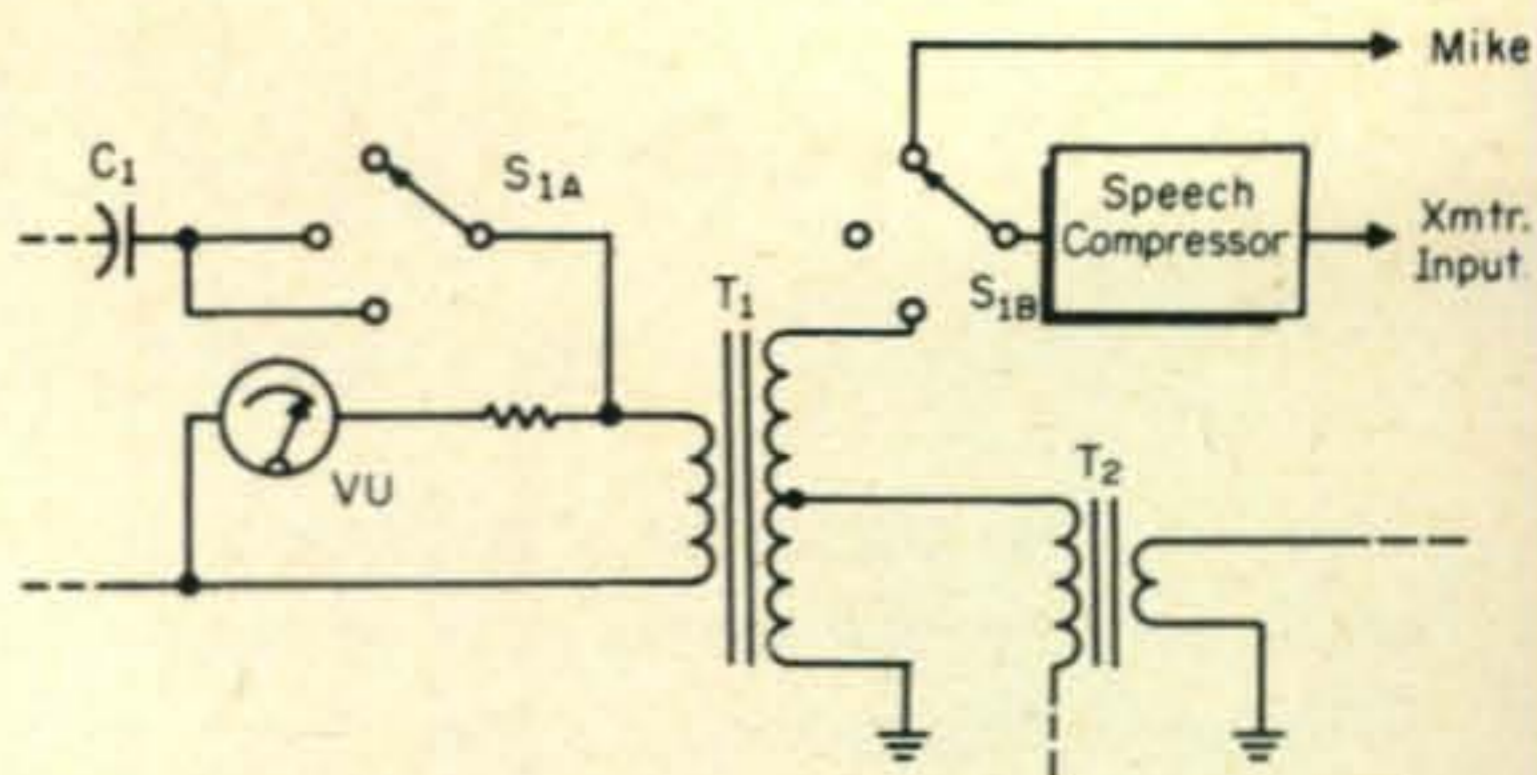 Mike
C1
S1A
Speech
Compressor
Xmtr.
Input
S1B
T1
T2
VU